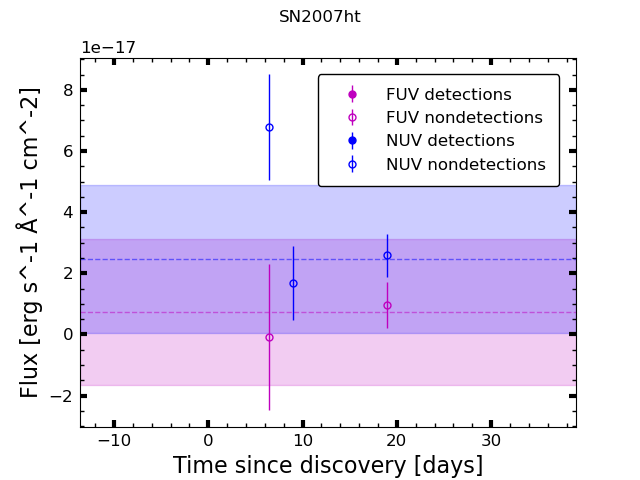 SN2007ht
1e−17
FUV detections
FUV nondetections
NUV detections
NUV nondetections
8
6
4
2
0
−2
Flux [erg s^-1 Å^-1 cm^-2]
−10 0 10 20 30
Time since discovery [days]